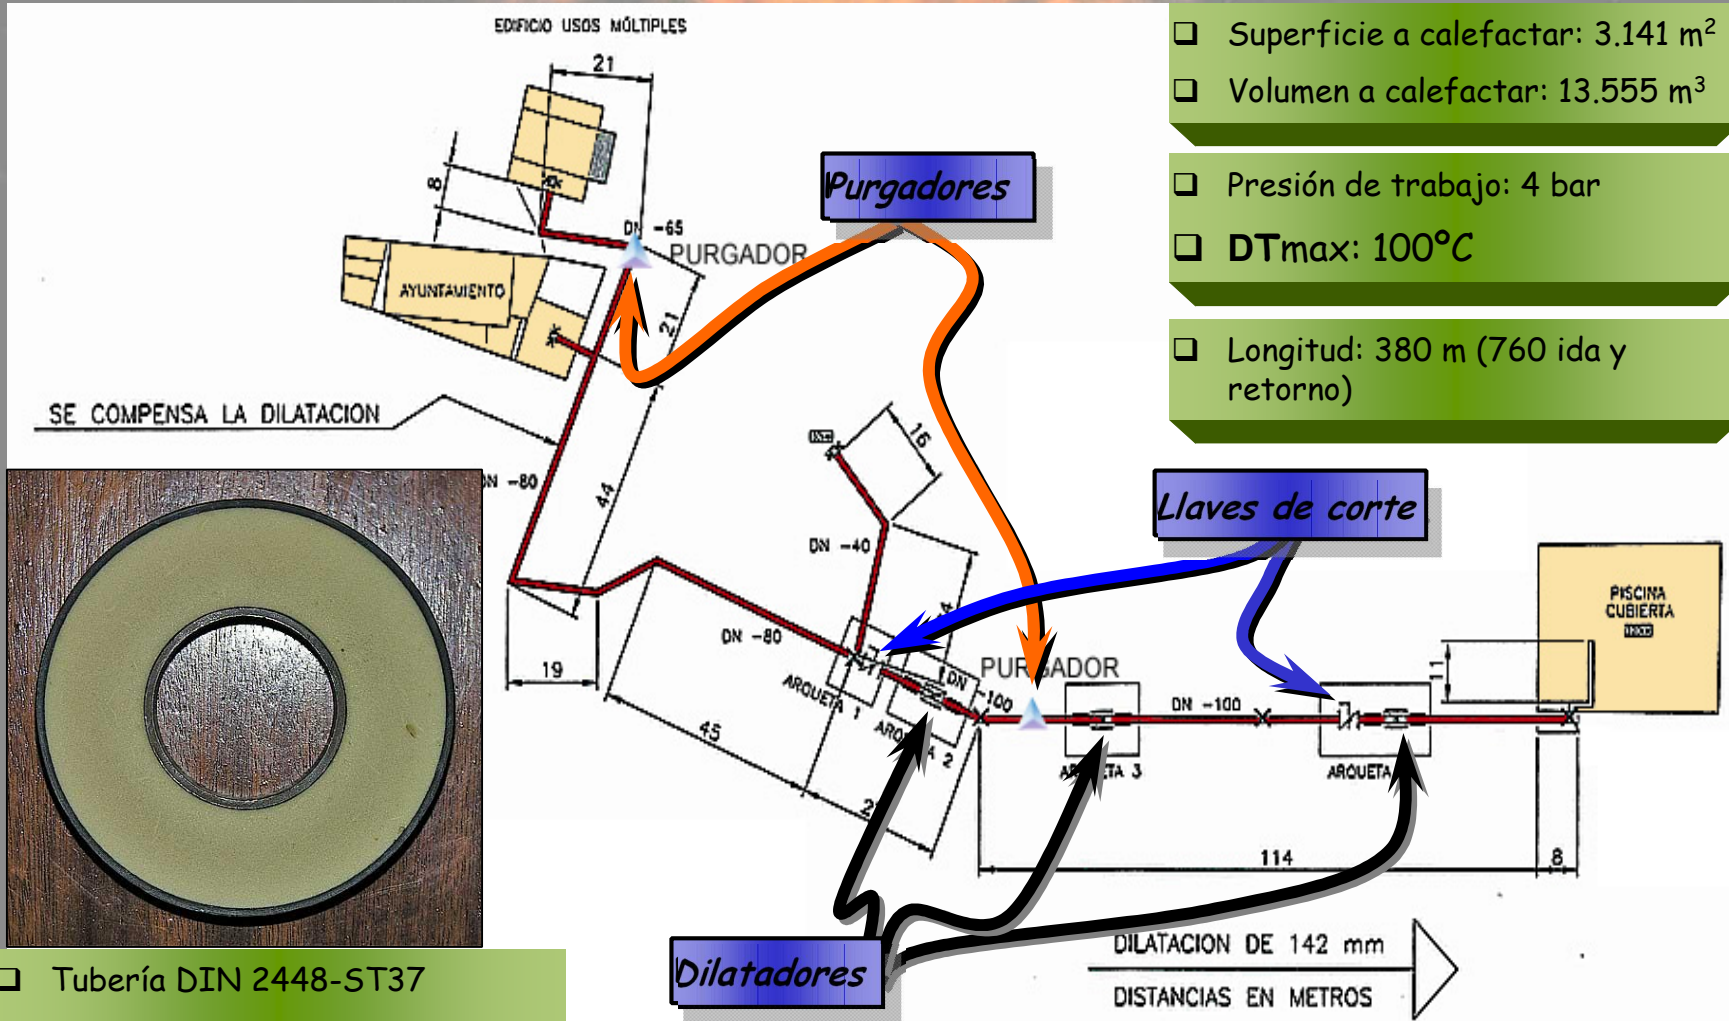 EDIFICIO USOS MÚLTIPLES
21
8
DN -65
PURGADOR
AYUNTAMIENTO
21
SE COMPENSA LA DILATACION
DN -80
44
Purgadores
❑ Superficie a calefactar: 3.141 m²
❑ Volumen a calefactar: 13.555 m³
❑ Presión de trabajo: 4 bar
❑ DTmax: 100ºC
❑ Longitud: 380 m (760 ida y
retorno)
16
DN -40
Llaves de corte
PISCINA
CUBIERTA
11
DN -80
19
45
ARQUETA 1
DN -100
PURGADOR
ARQUETA 2
ARQUETA 3
DN -100
ARQUETA
114
8
Dilatadores
DILATACION DE 142 mm
DISTANCIAS EN METROS
❑ Tubería DIN 2448-ST37